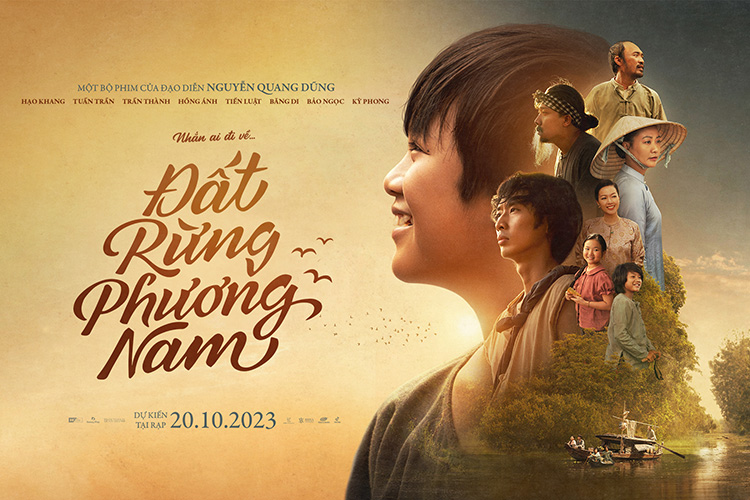 MỘT BỘ PHIM CỦA ĐẠO DIỄN NGUYỄN QUANG DŨNG
HẠO KHANG TUẤN TRẦN TRẤN THÀNH HỒNG ÁNH TIẾN LUẬT BĂNG DI BẢO NGỌC KỲ PHONG
Nhắn ai đi về...
Đất
Rừng
Phương
Nam
DỰ KIẾN
TẠI RẠP 20.10.2023